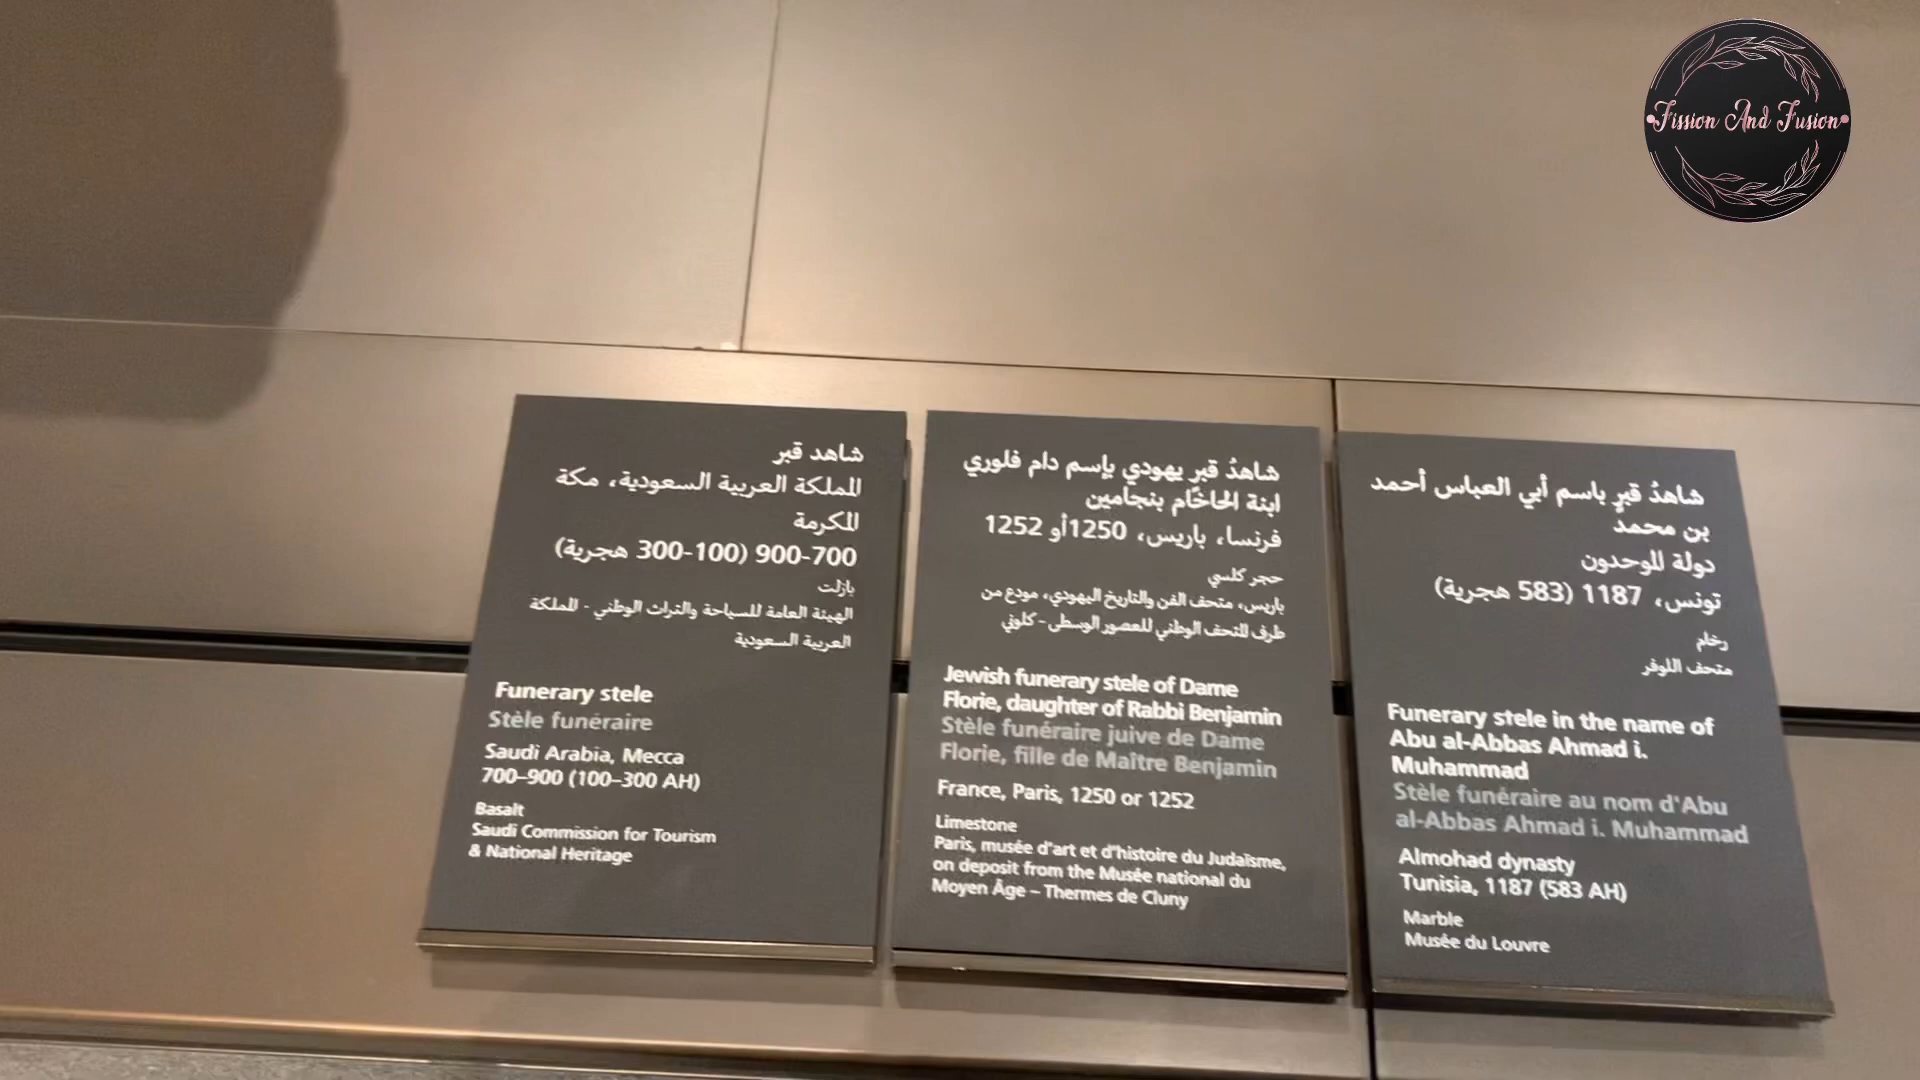 Fission And Fusion
شاهد قبر
المملكة العربية السعودية، مكة
المكرمة
700-900 (100-300 هجرية)
بازلت
الهيئة العامة للسياحة والتراث الوطني - المملكة
العربية السعودية
Funerary stele
Stèle funéraire
Saudi Arabia, Mecca
700–900 (100–300 AH)
Basalt
Saudi Commission for Tourism
& National Heritage
شاهدُ قبرٍ يهودي بإسم دام فلوري
ابنة الحاخًام بنجامين
فرنسا، باريس، 1250أو 1252
حجر كلسي
باريس، متحف الفن والتاريخ اليهودي، مودع من
طرف المتحف الوطني للعصور الوسطى - كلوني
Jewish funerary stele of Dame
Florie, daughter of Rabbi Benjamin
Stèle funéraire juive de Dame
Florie, fille de Maître Benjamin
France, Paris, 1250 or 1252
Limestone
Paris, musée d'art et d'histoire du Judaïsme,
on deposit from the Musée national du
Moyen Âge – Thermes de Cluny
شاهدُ قبرٍ باسم أبي العباس أحمد
بن محمد
دولة الموحدون
تونس، 1187 (583 هجرية)
رخام
متحف اللوفر
Funerary stele in the name of
Abu al-Abbas Ahmad i.
Muhammad
Stèle funéraire au nom d'Abu
al-Abbas Ahmad i. Muhammad
Almohad dynasty
Tunisia, 1187 (583 AH)
Marble
Musée du Louvre